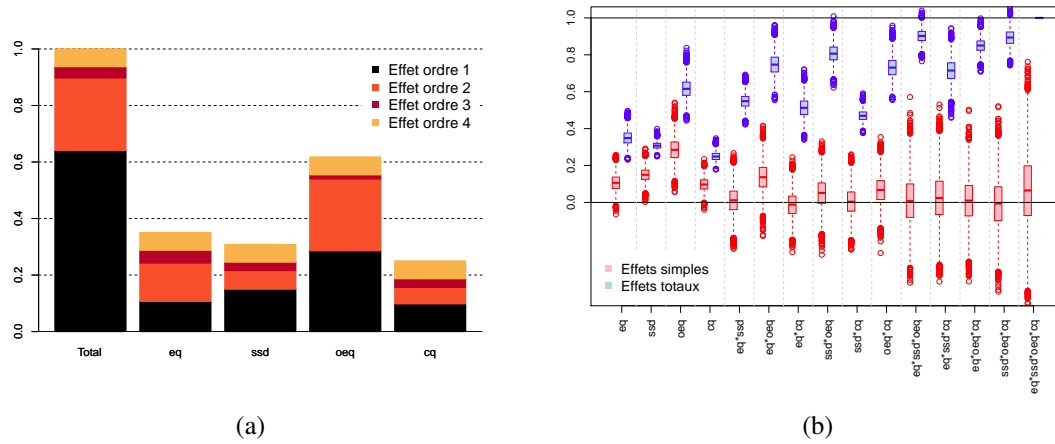 1.0
0.8
0.6
0.4
0.2
0.0
Effet ordre 1
Effet ordre 2
Effet ordre 3
Effet ordre 4
Total
eq
ssd
oeq
cq
(a)
1.0
0.8
0.6
0.4
0.2
0.0
Effets simples
Effets totaux
eq
ssd
oeq
cq
eq*ssd
eq*oeq
eq*cq
ssd*oeq
ssd*cq
oeq*cq
eq*ssd*oeq
eq*ssd*cq
eq*oeq*cq
ssd*oeq*cq
eq*ssd*oeq*cq
(b)